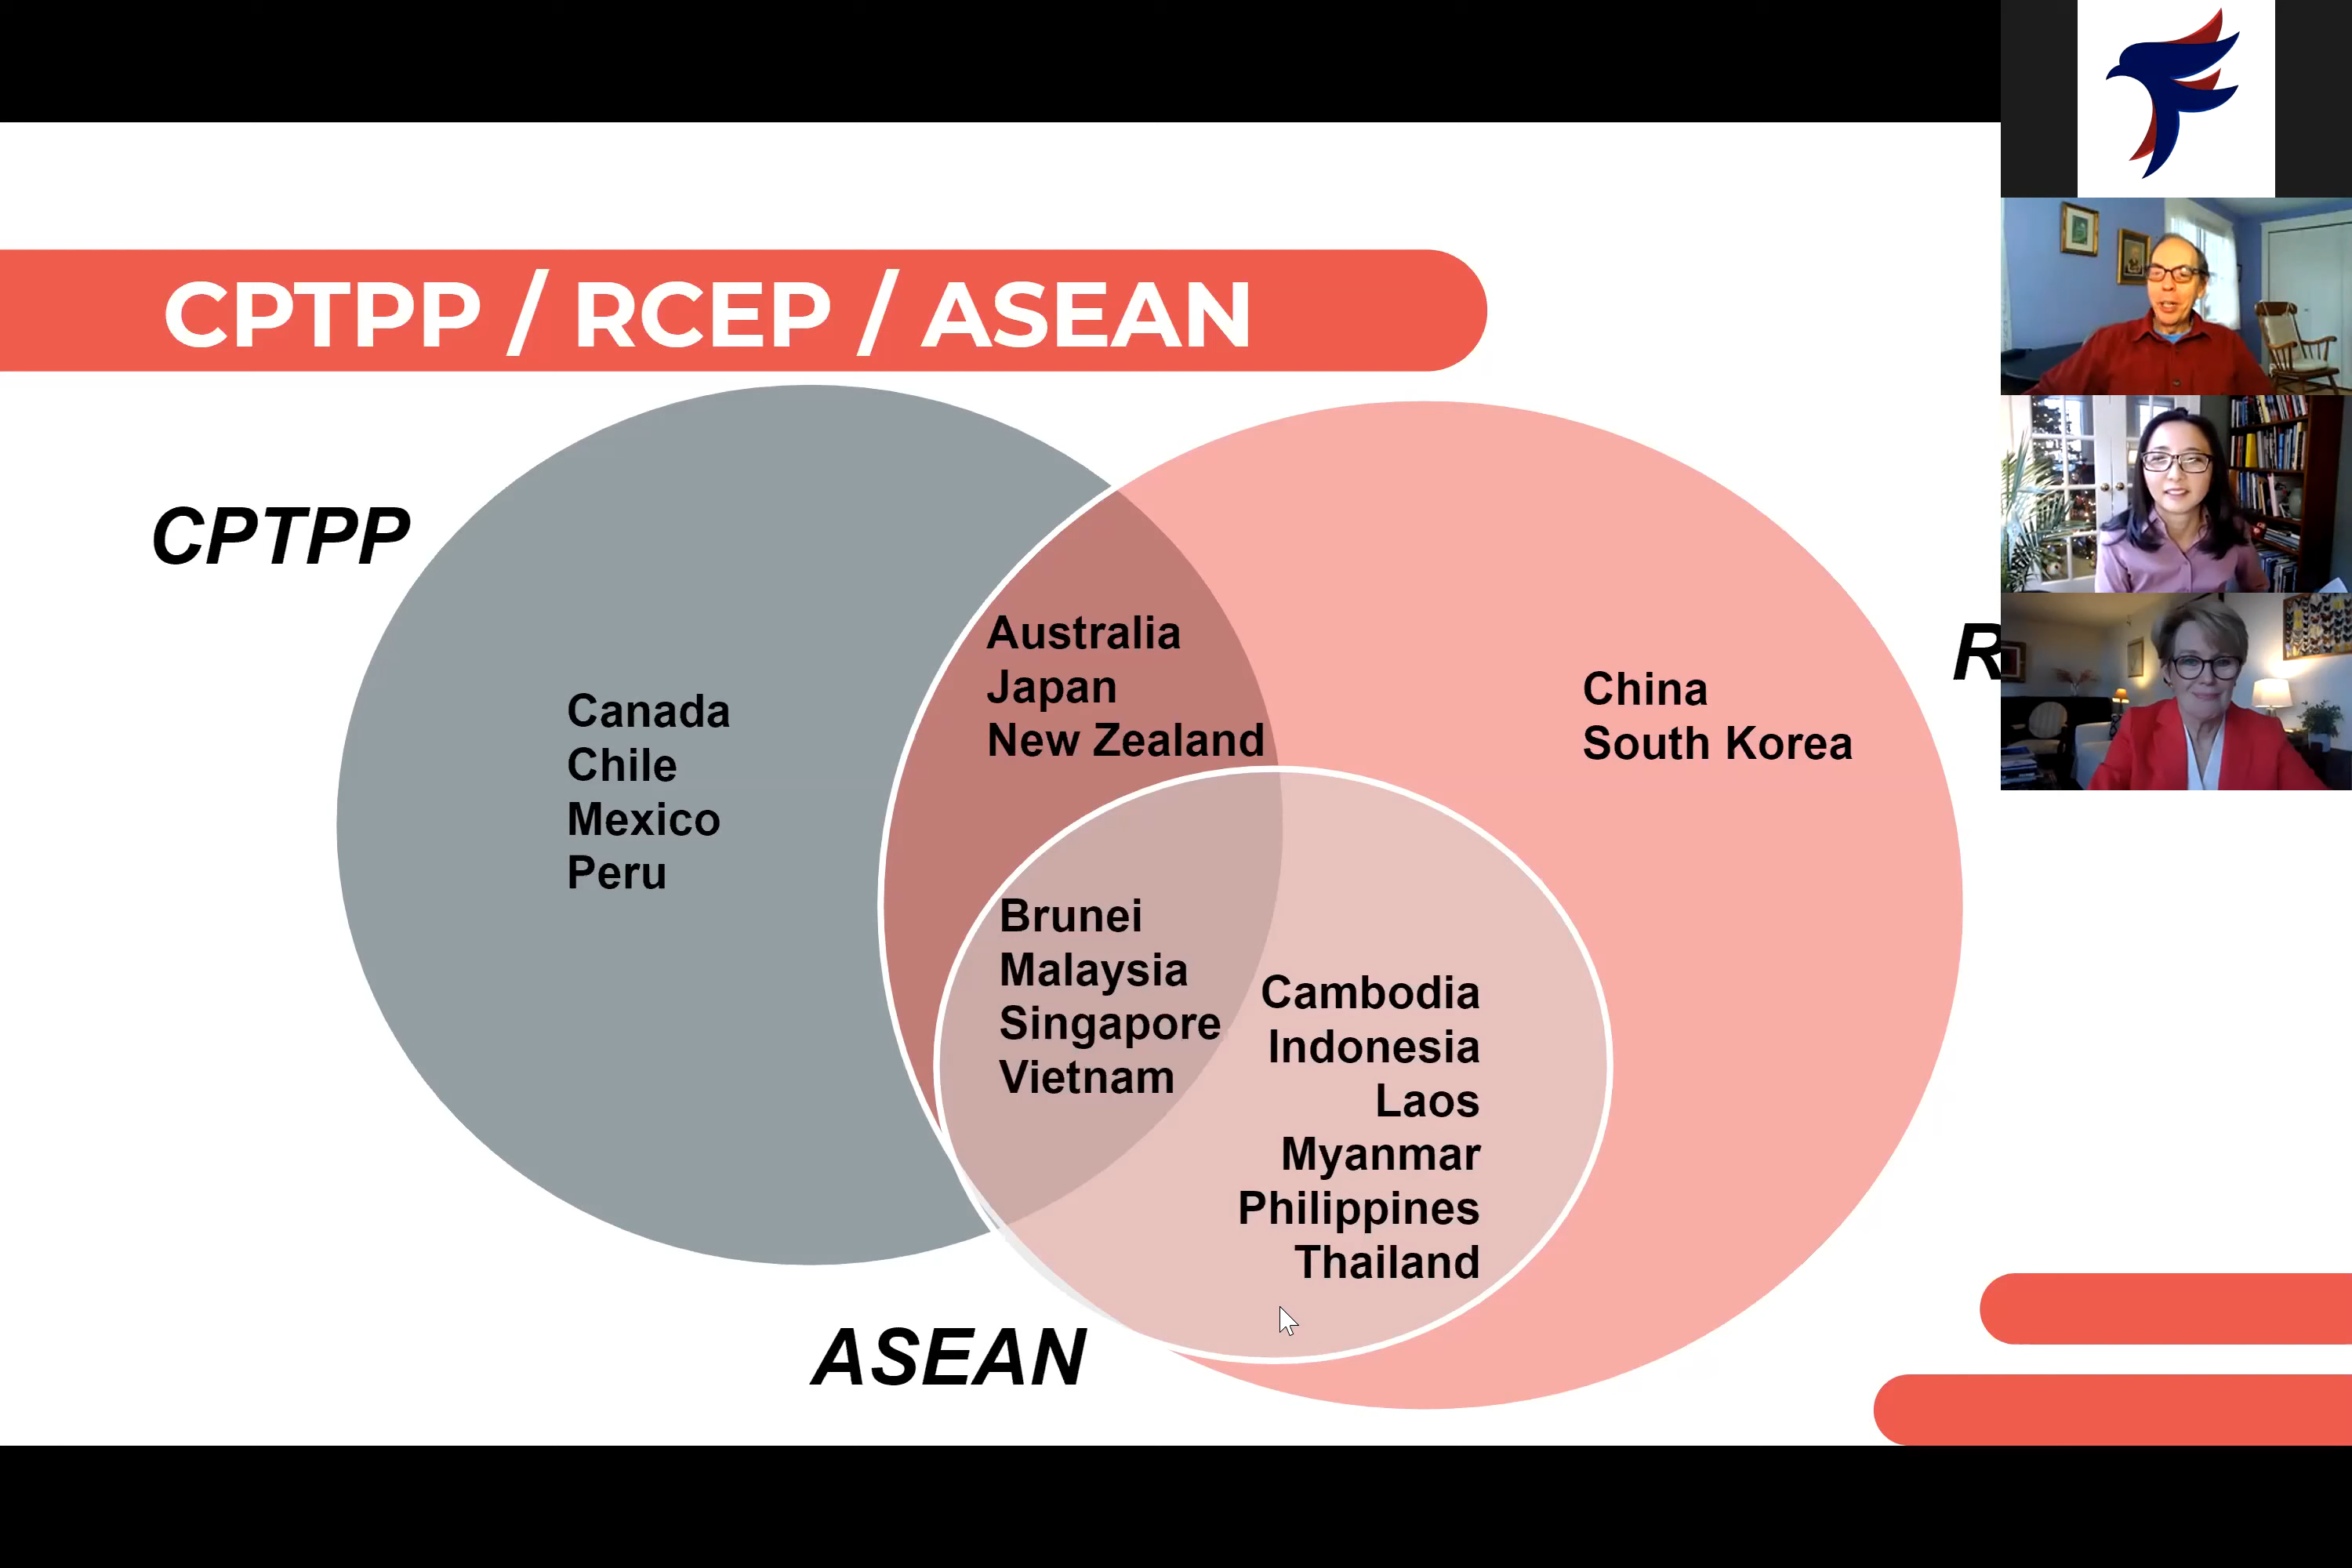 CPTPP / RCEP / ASEAN
CPTPP
R
Canada
Chile
Mexico
Peru
Australia
Japan
New Zealand
China
South Korea
Brunei
Malaysia
Singapore
Vietnam
Cambodia
Indonesia
Laos
Myanmar
Philippines
Thailand
ASEAN